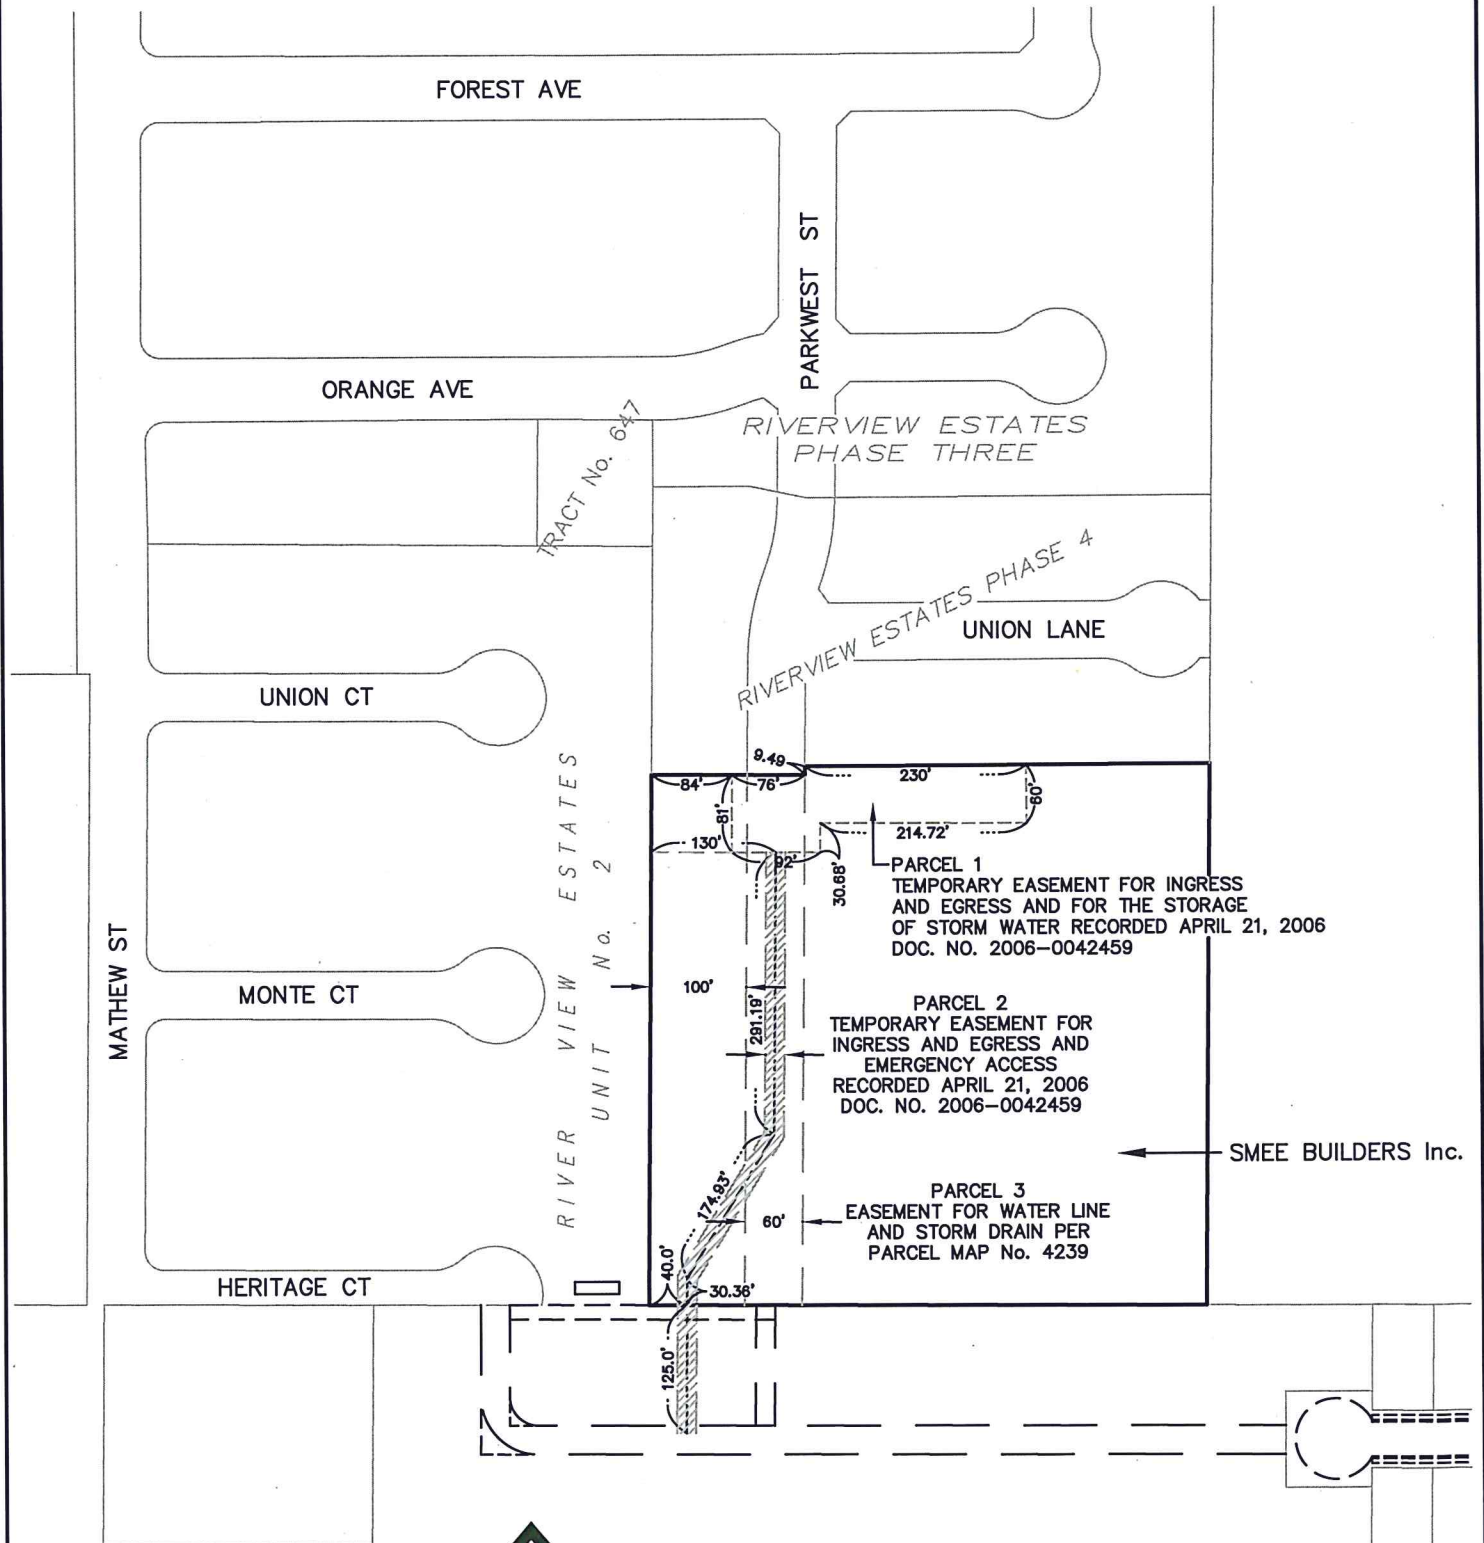 FOREST AVE
PARKWEST ST
ORANGE AVE
TRACT No. 647
RIVERVIEW ESTATES
PHASE THREE
RIVERVIEW ESTATES PHASE 4
UNION LANE
UNION CT
RIVER VIEW ESTATES
UNIT No. 2
MATHEW ST
MONTE CT
HERITAGE CT
9.49
84'
76'
230'
60'
81'
130'
92'
214.72'
30.68'
PARCEL 1
TEMPORARY EASEMENT FOR INGRESS
AND EGRESS AND FOR THE STORAGE
OF STORM WATER RECORDED APRIL 21, 2006
DOC. NO. 2006-0042459
100'
291.19'
PARCEL 2
TEMPORARY EASEMENT FOR
INGRESS AND EGRESS AND
EMERGENCY ACCESS
RECORDED APRIL 21, 2006
DOC. NO. 2006-0042459
SMEE BUILDERS Inc.
174.93'
60'
PARCEL 3
EASEMENT FOR WATER LINE
AND STORM DRAIN PER
PARCEL MAP No. 4239
40.0'
30.36'
125.0'